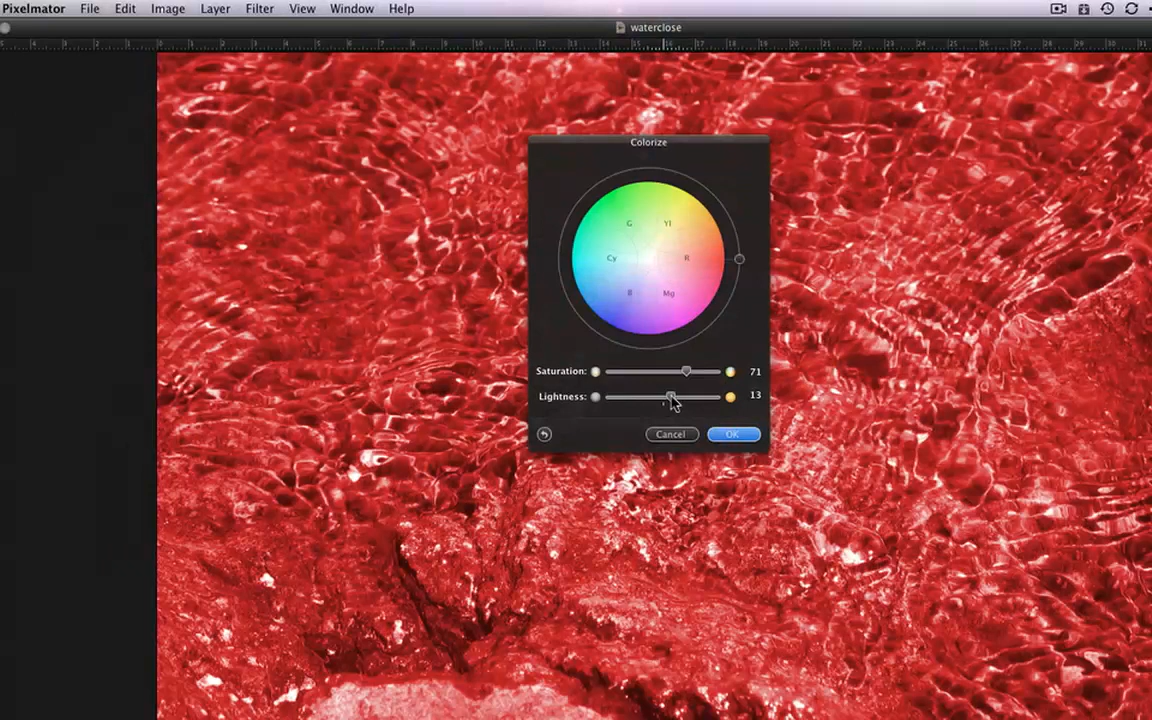 Pixelmator File Edit Image Layer Filter View Window Help
waterclose
Colorize
G Yl
Cy R
B Mg
Saturation: 71
Lightness: 13
Cancel OK